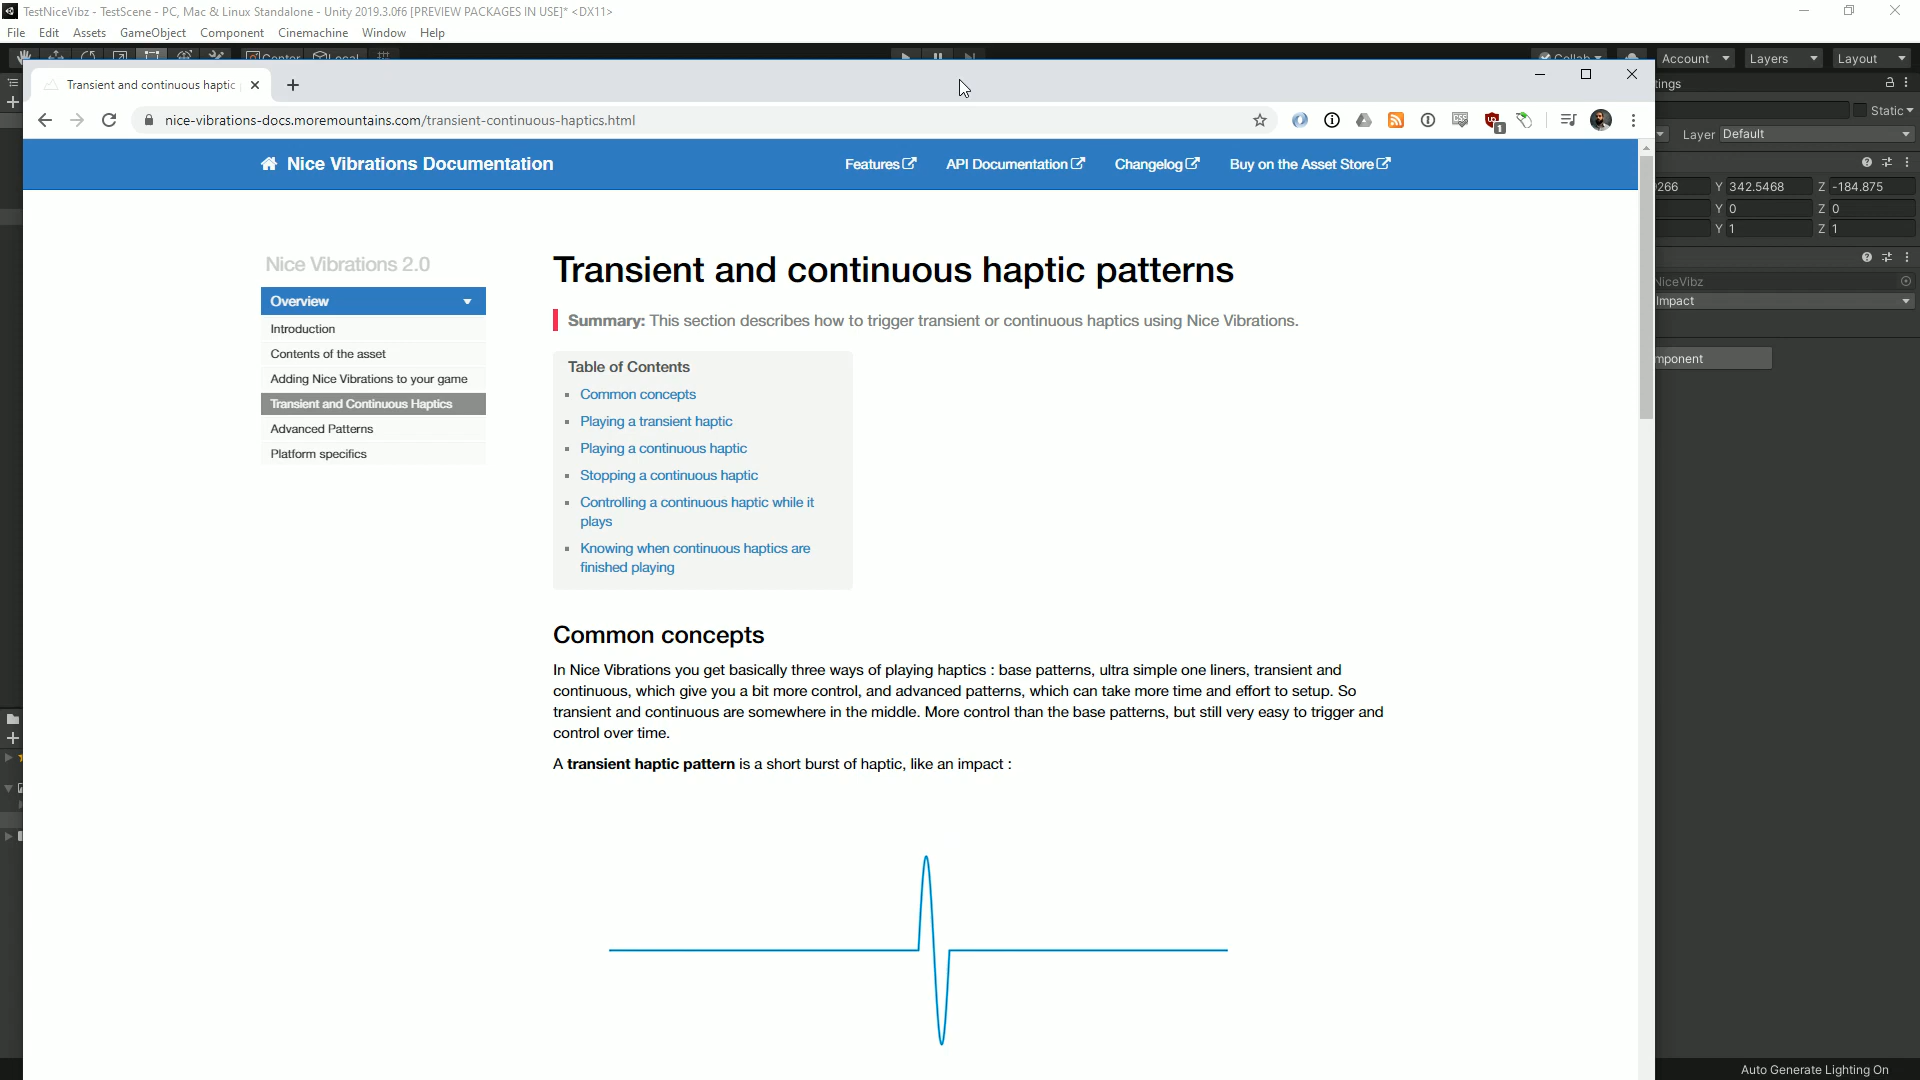 TestNiceVibz - TestScene - PC, Mac & Linux Standalone - Unity 2019.3.0f6 [PREVIEW PACKAGES IN USE]* <DX11>
File Edit Assets GameObject Component Cinemachine Window Help
Center Local Collab Account Layers Layout
Transient and continuous haptic
nice-vibrations-docs.moremountains.com/transient-continuous-haptics.html
Nice Vibrations Documentation
Features API Documentation Changelog Buy on the Asset Store
Nice Vibrations 2.0
Overview
Introduction
Contents of the asset
Adding Nice Vibrations to your game
Transient and Continuous Haptics
Advanced Patterns
Platform specifics
Transient and continuous haptic patterns
Summary: This section describes how to trigger transient or continuous haptics using Nice Vibrations.
Table of Contents
Common concepts
Playing a transient haptic
Playing a continuous haptic
Stopping a continuous haptic
Controlling a continuous haptic while it
plays
Knowing when continuous haptics are
finished playing
Common concepts
In Nice Vibrations you get basically three ways of playing haptics : base patterns, ultra simple one liners, transient and
continuous, which give you a bit more control, and advanced patterns, which can take more time and effort to setup. So
transient and continuous are somewhere in the middle. More control than the base patterns, but still very easy to trigger and
control over time.
A transient haptic pattern is a short burst of haptic, like an impact :
tings
Static
Layer Default
266 Y 342.5468 Z -184.875
Y 0 Z 0
Y 1 Z 1
NiceVibz
Impact
mponent
Auto Generate Lighting On